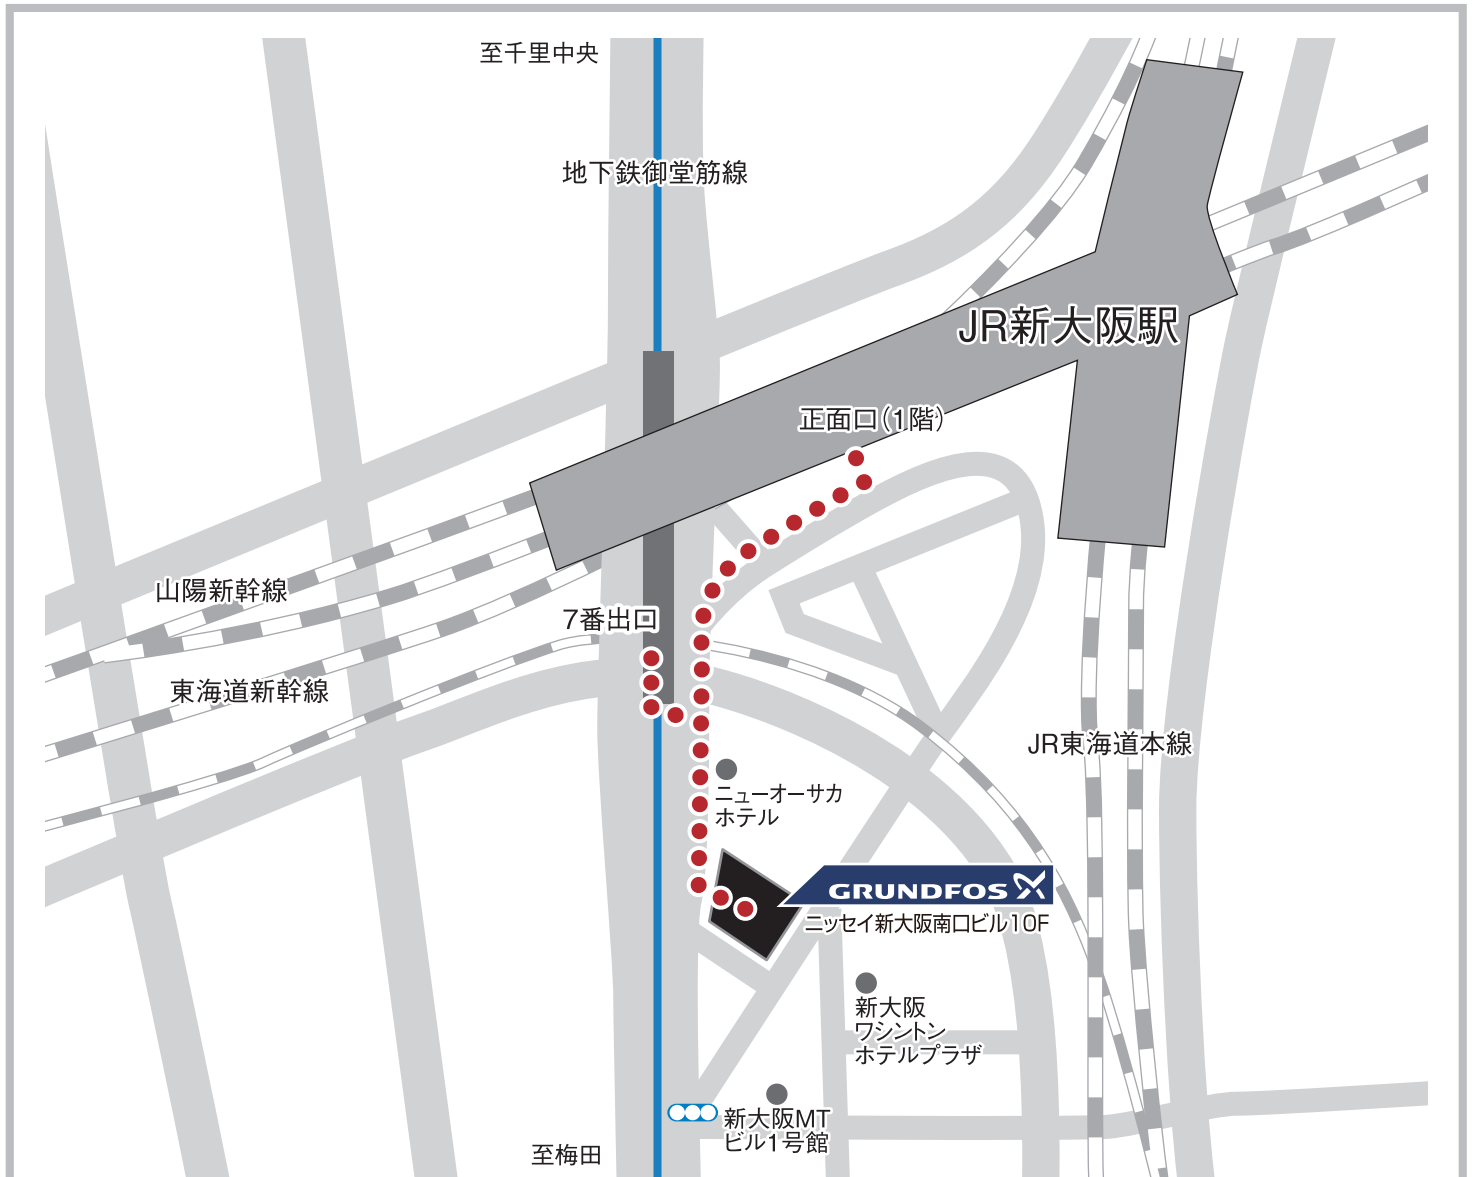 至千里中央
地下鉄御堂筋線
JR新大阪駅
正面口(1階)
山陽新幹線
7番出口
東海道新幹線
JR東海道本線
ニューオーサカ
ホテル
GRUNDFOS
ニッセイ新大阪南口ビル10F
新大阪
ワシントン
ホテルプラザ
新大阪MT
ビル1号館
至梅田